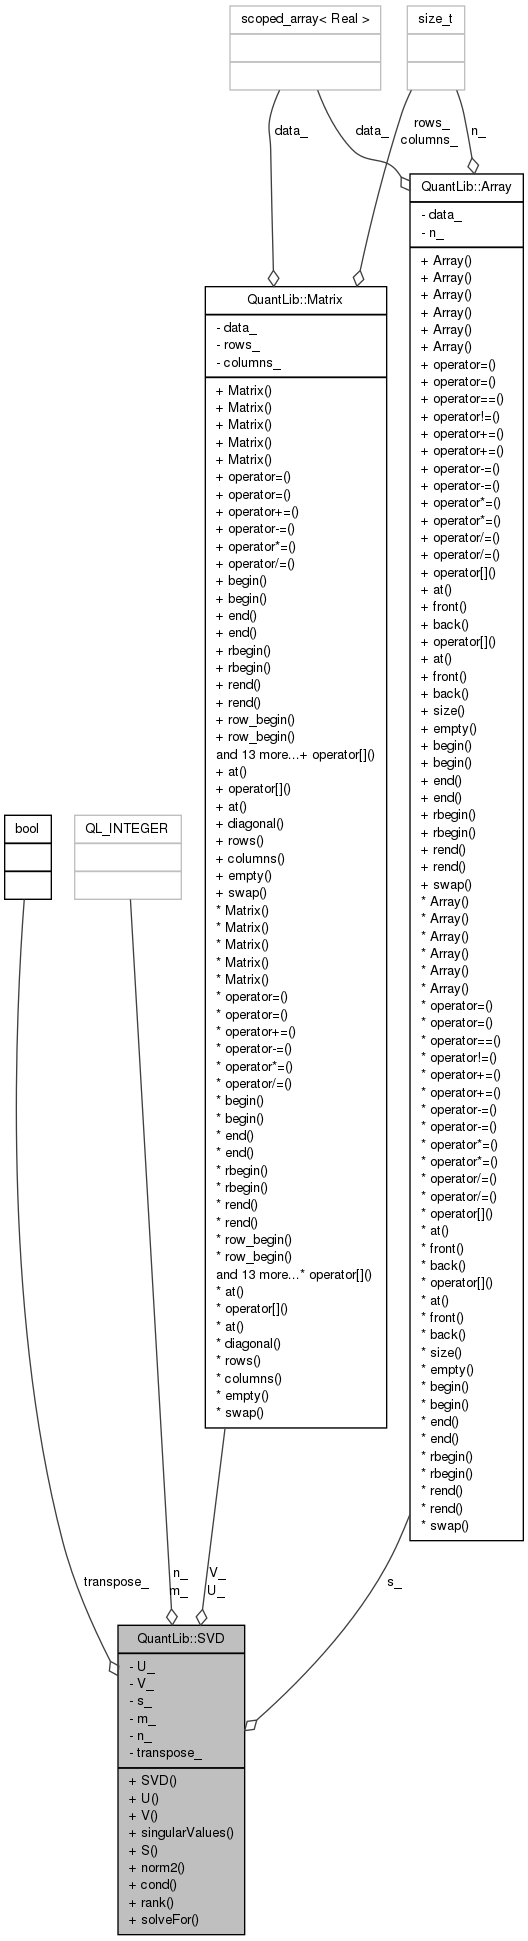 scoped_array< Real >
size_t
data_
data_
rows_
columns_
n_
QuantLib::Array
- data_
- n_
+ Array()
+ Array()
+ Array()
+ Array()
+ Array()
+ Array()
+ operator=()
+ operator=()
+ operator==()
+ operator!=()
+ operator+=()
+ operator+=()
+ operator-=()
+ operator-=()
+ operator*=()
+ operator*=()
+ operator/=()
+ operator/=()
+ operator[]()
+ at()
+ front()
+ back()
+ operator[]()
+ at()
+ front()
+ back()
+ size()
+ empty()
+ begin()
+ begin()
+ end()
+ end()
+ rbegin()
+ rbegin()
+ rend()
+ rend()
+ swap()
* Array()
* Array()
* Array()
* Array()
* Array()
* Array()
* operator=()
* operator=()
* operator==()
* operator!=()
* operator+=()
* operator+=()
* operator-=()
* operator-=()
* operator*=()
* operator*=()
* operator/=()
* operator/=()
* operator[]()
* at()
* front()
* back()
* operator[]()
* at()
* front()
* back()
* size()
* empty()
* begin()
* begin()
* end()
* end()
* rbegin()
* rbegin()
* rend()
* rend()
* swap()
QuantLib::Matrix
- data_
- rows_
- columns_
+ Matrix()
+ Matrix()
+ Matrix()
+ Matrix()
+ Matrix()
+ operator=()
+ operator=()
+ operator+=()
+ operator-=()
+ operator*=()
+ operator/=()
+ begin()
+ begin()
+ end()
+ end()
+ rbegin()
+ rbegin()
+ rend()
+ rend()
+ row_begin()
+ row_begin()
and 13 more...+ operator[]()
+ at()
+ operator[]()
+ at()
+ diagonal()
+ rows()
+ columns()
+ empty()
+ swap()
* Matrix()
* Matrix()
* Matrix()
* Matrix()
* Matrix()
* operator=()
* operator=()
* operator+=()
* operator-=()
* operator*=()
* operator/=()
* begin()
* begin()
* end()
* end()
* rbegin()
* rbegin()
* rend()
* rend()
* row_begin()
* row_begin()
and 13 more...* operator[]()
* at()
* operator[]()
* at()
* diagonal()
* rows()
* columns()
* empty()
* swap()
bool
QL_INTEGER
transpose_
n_
m_
V_
U_
s_
QuantLib::SVD
- U_
- V_
- s_
- m_
- n_
- transpose_
+ SVD()
+ U()
+ V()
+ singularValues()
+ S()
+ norm2()
+ cond()
+ rank()
+ solveFor()